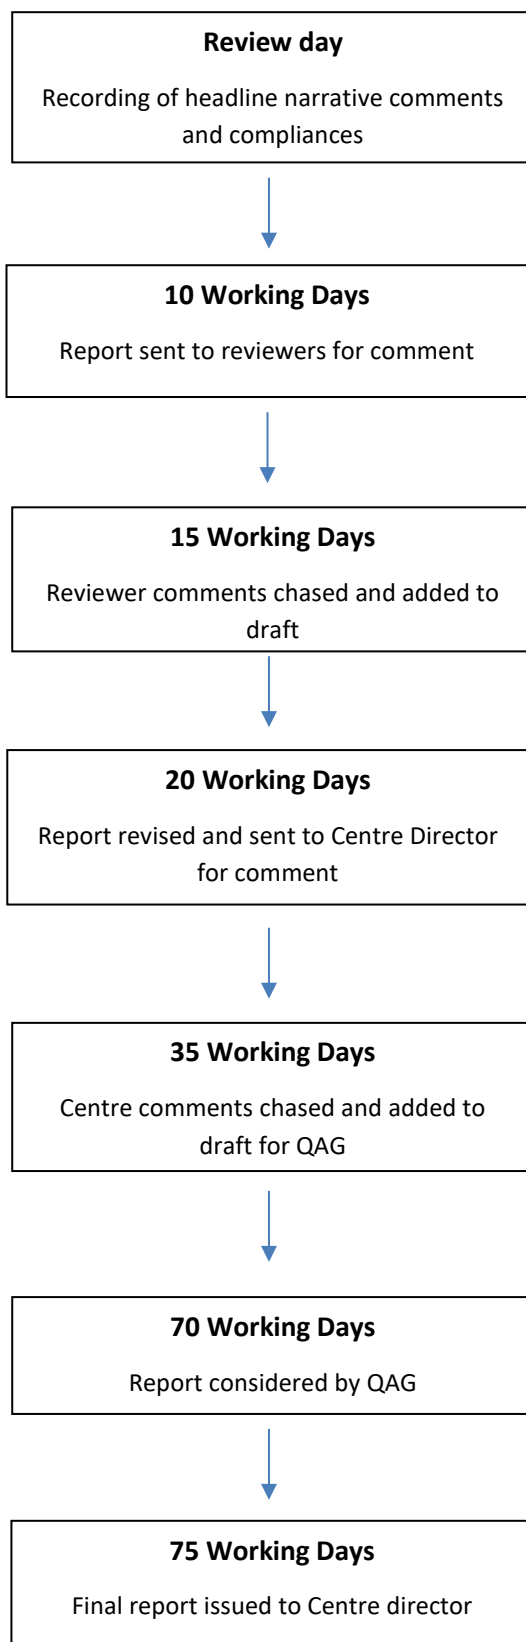 Review day
Recording of headline narrative comments
and compliances
10 Working Days
Report sent to reviewers for comment
15 Working Days
Reviewer comments chased and added to
draft
20 Working Days
Report revised and sent to Centre Director
for comment
35 Working Days
Centre comments chased and added to
draft for QAG
70 Working Days
Report considered by QAG
75 Working Days
Final report issued to Centre director